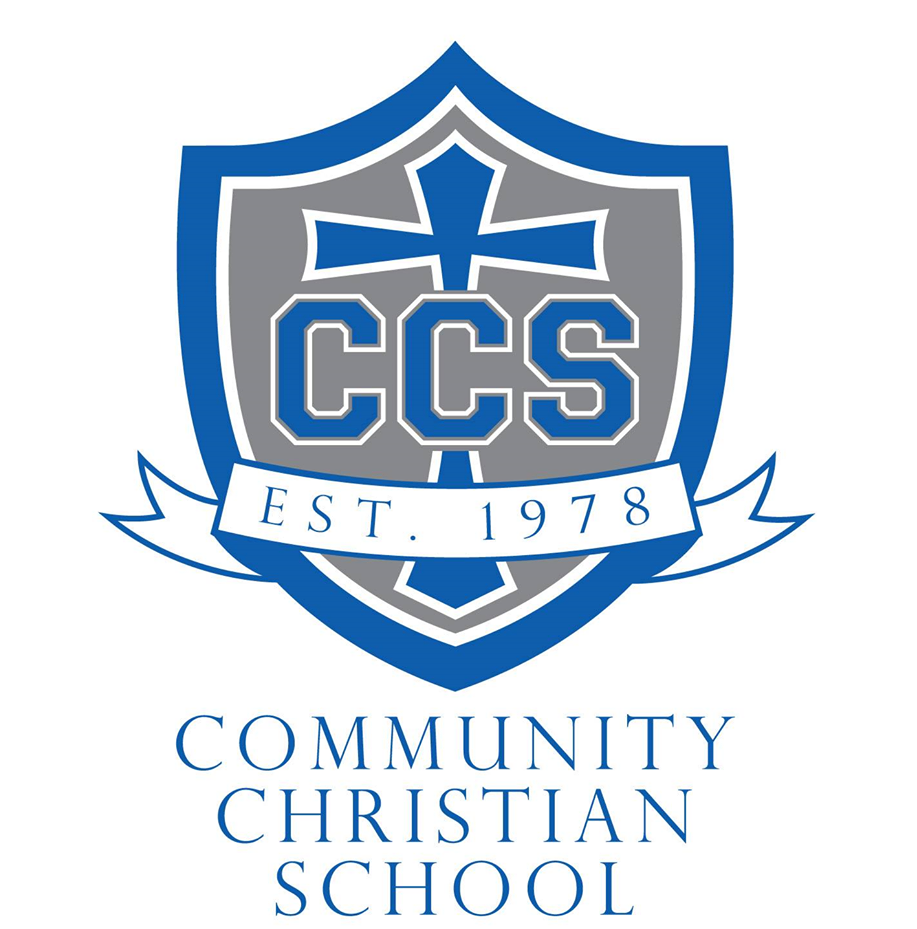 CCS
EST. 1978
COMMUNITY
CHRISTIAN
SCHOOL